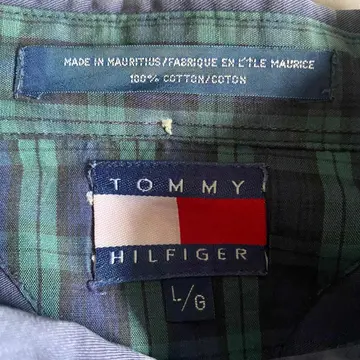 MADE IN MAURITIUS/FABRIQUE EN L'ÎLE MAURICE
100% COTTON/COTON
TOMMY
HILFIGER
L/G